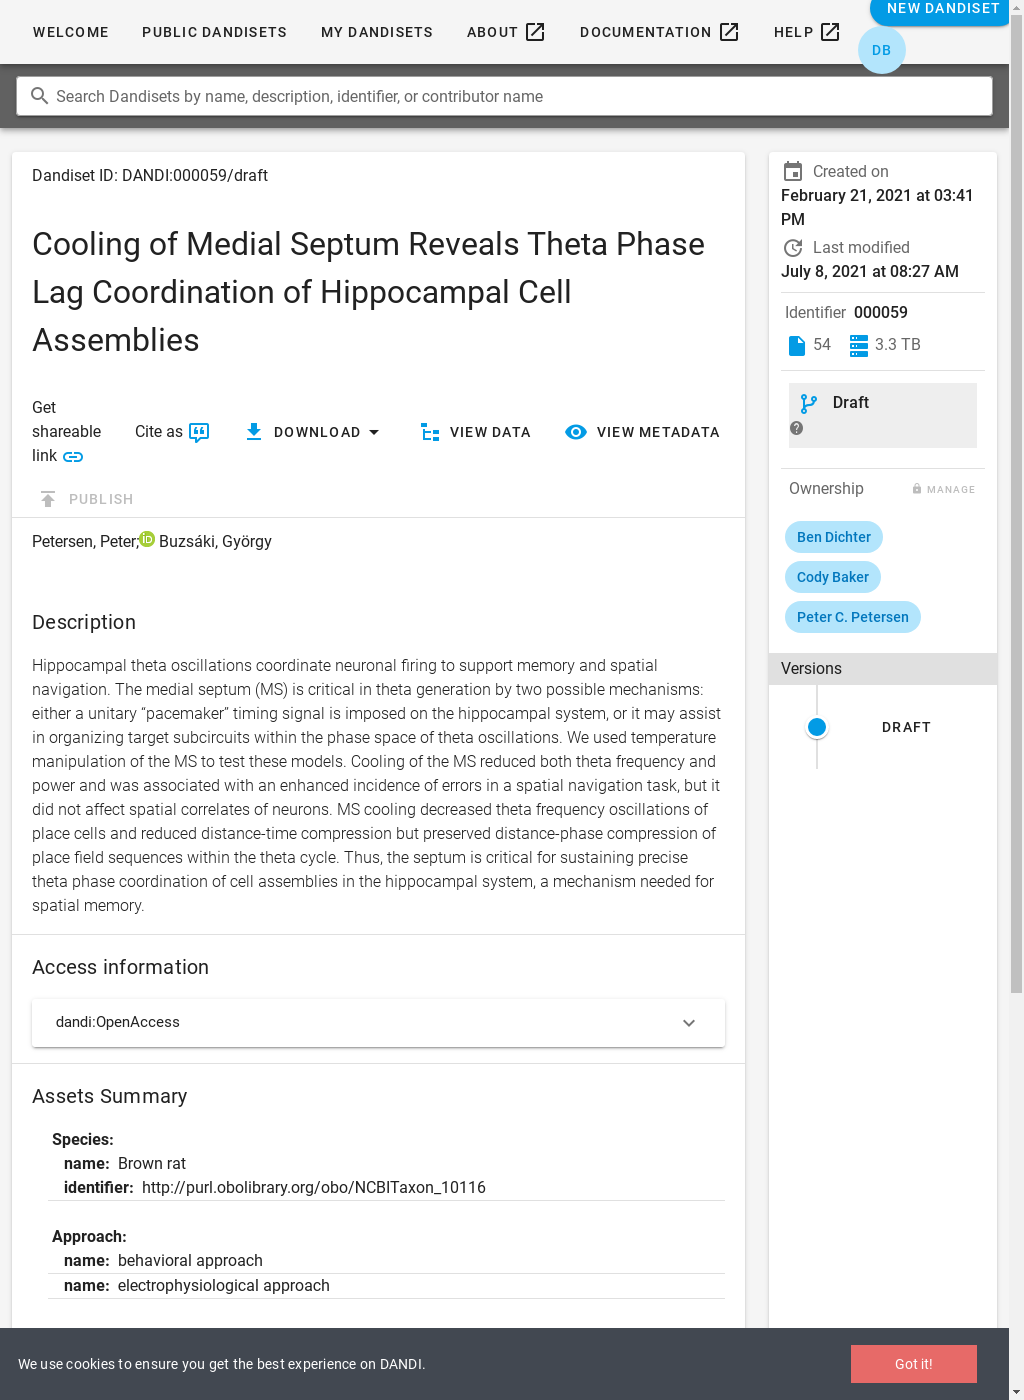 WELCOME PUBLIC DANDISETS MY DANDISETS ABOUT DOCUMENTATION HELP NEW DANDISET
DB
Search Dandisets by name, description, identifier, or contributor name
Dandiset ID: DANDI:000059/draft
Cooling of Medial Septum Reveals Theta Phase
Lag Coordination of Hippocampal Cell
Assemblies
Get
shareable
link
Cite as
DOWNLOAD
VIEW DATA
VIEW METADATA
PUBLISH
Petersen, Peter; iD Buzsáki, György
Description
Hippocampal theta oscillations coordinate neuronal firing to support memory and spatial
navigation. The medial septum (MS) is critical in theta generation by two possible mechanisms:
either a unitary “pacemaker” timing signal is imposed on the hippocampal system, or it may assist
in organizing target subcircuits within the phase space of theta oscillations. We used temperature
manipulation of the MS to test these models. Cooling of the MS reduced both theta frequency and
power and was associated with an enhanced incidence of errors in a spatial navigation task, but it
did not affect spatial correlates of neurons. MS cooling decreased theta frequency oscillations of
place cells and reduced distance-time compression but preserved distance-phase compression of
place field sequences within the theta cycle. Thus, the septum is critical for sustaining precise
theta phase coordination of cell assemblies in the hippocampal system, a mechanism needed for
spatial memory.
Access information
dandi:OpenAccess
Assets Summary
Species:
name: Brown rat
identifier: http://purl.obolibrary.org/obo/NCBITaxon_10116
Approach:
name: behavioral approach
name: electrophysiological approach
Created on
February 21, 2021 at 03:41
PM
Last modified
July 8, 2021 at 08:27 AM
Identifier 000059
54 3.3 TB
Draft
Ownership MANAGE
Ben Dichter
Cody Baker
Peter C. Petersen
Versions
DRAFT
We use cookies to ensure you get the best experience on DANDI.
Got it!